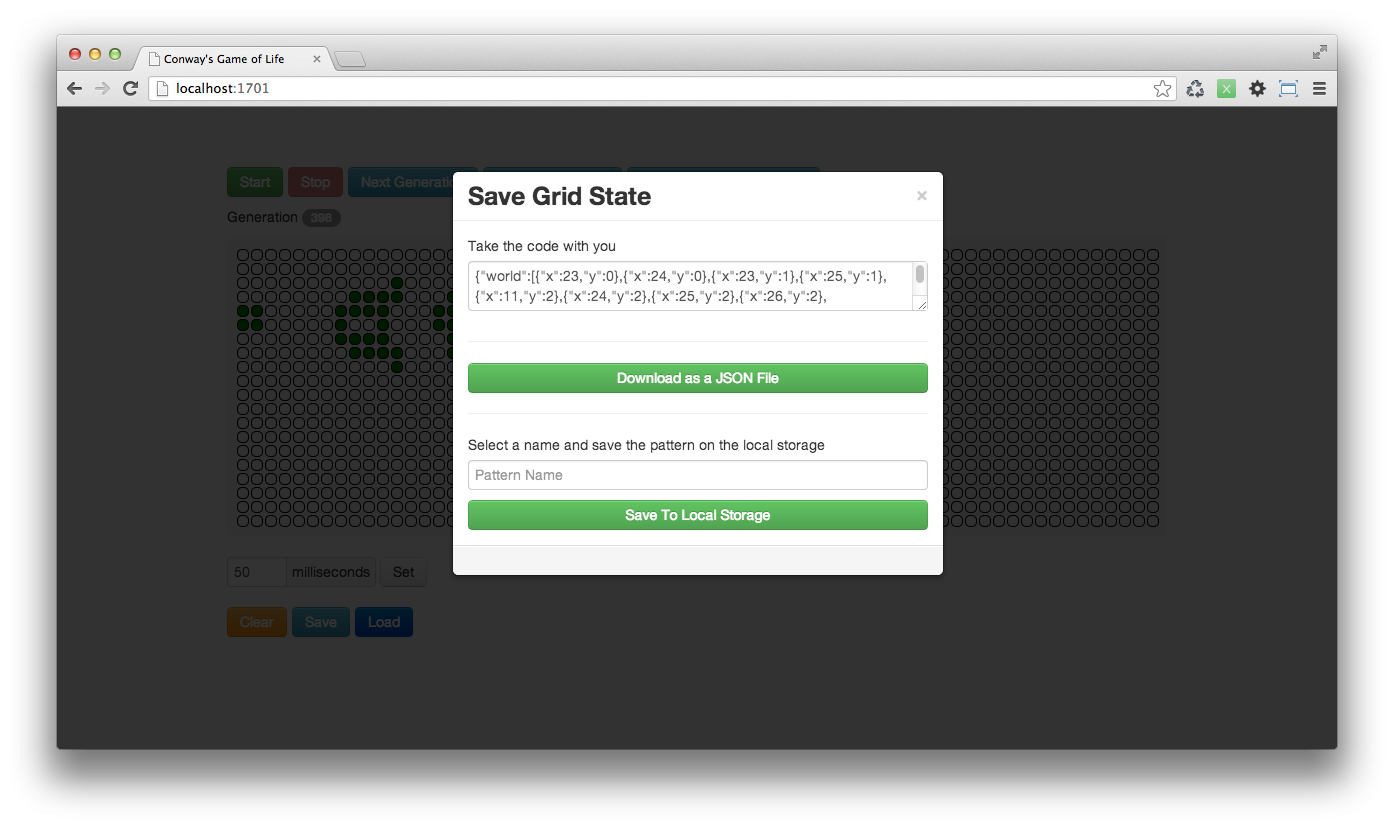 Conway's Game of Life
localhost:1701
Start
Stop
Next Generatio
Generation 398
Save Grid State
×
Take the code with you
{"world":[{"x":23,"y":0},{"x":24,"y":0},{"x":23,"y":1},{"x":25,"y":1},
{"x":11,"y":2},{"x":24,"y":2},{"x":25,"y":2},{"x":26,"y":2},
Download as a JSON File
Select a name and save the pattern on the local storage
Pattern Name
Save To Local Storage
50 milliseconds Set
Clear
Save
Load